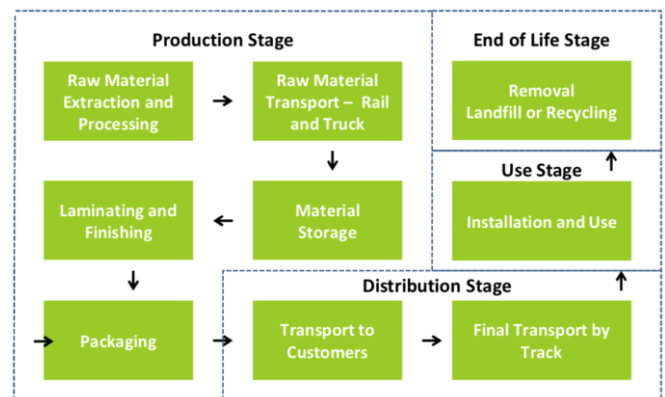 Production Stage
Raw Material
Extraction and
Processing
Raw Material
Transport – Rail
and Truck
Material
Storage
Laminating and
Finishing
Packaging
Distribution Stage
Transport to
Customers
Final Transport by
Track
Use Stage
Installation and Use
End of Life Stage
Removal
Landfill or Recycling